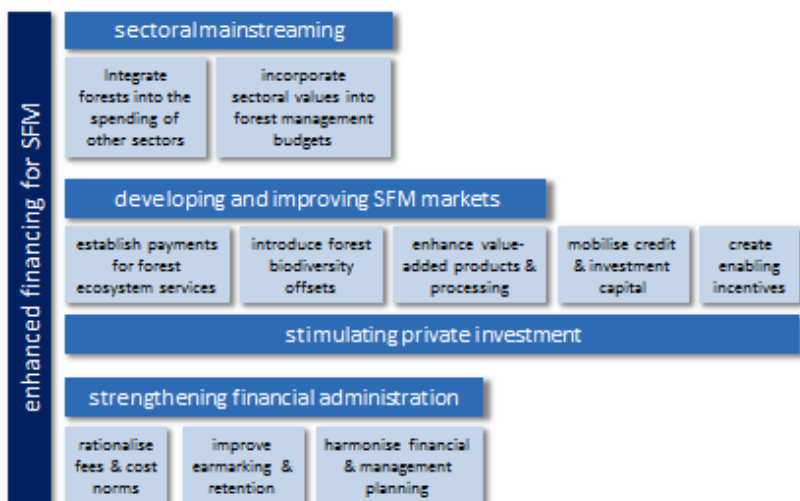 enhanced financing for SFM
sectoral mainstreaming
Integrate
forests into the
spending of
other sectors
incorporate
sectoral values into
forest management
budgets
developing and improving SFM markets
establish payments
for forest
ecosystem services
introduce forest
biodiversity
offsets
enhance value-
added products &
processing
mobilise credit
& investment
capital
create
enabling
incentives
stimulating private investment
strengthening financial administration
rationalise
fees & cost
norms
improve
earmarking &
retention
harmonise financial
& management
planning